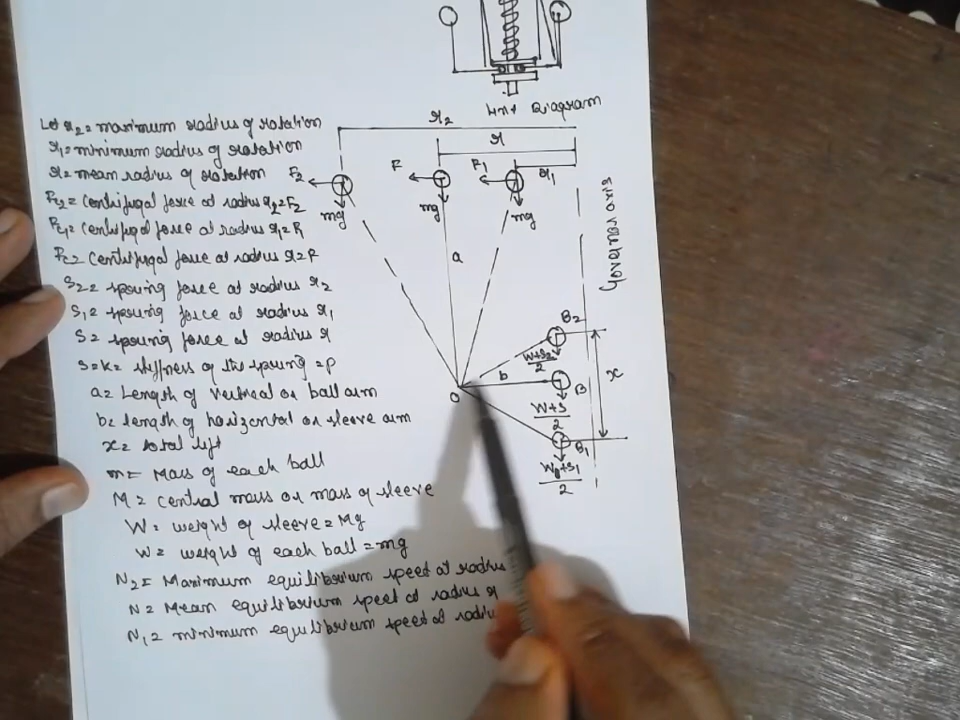 Line Diagram
Let r2 = maximum radius of rotation
r1 = minimum radius of rotation
r = mean radius of rotation
Fc2 = centrifugal force at radius r2 = F2
Fc1 = centrifugal force at radius r1 = F1
Fc = centrifugal force at radius r = F
S2 = spring force at radius r2
S1 = spring force at radius r1
S = spring force at radius r
s = k = stiffness of the spring = p
a = Length of vertical or ball arm
b = length of horizontal or sleeve arm
x = total lift
m = Mass of each ball
M = central mass or mass of sleeve
W = weight of sleeve = Mg
w = weight of each ball = mg
N2 = Maximum equilibrium speed at radius
N = Mean equilibrium speed at radius r
N1 = minimum equilibrium speed at radiu
r2
r
r1
F2
F
F1
mg
mg
mg
a
Governor axis
B2
W+S2
2
b
B
x
O
W+S
2
B1
W+S1
2